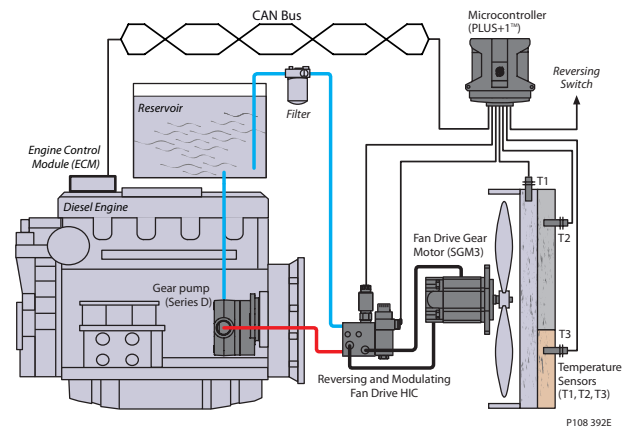 CAN Bus
Microcontroller
(PLUS+1™)
Reversing
Switch
Reservoir
Filter
Engine Control
Module (ECM)
Diesel Engine
T1
T2
Fan Drive Gear
Motor (SGM3)
Gear pump
(Series D)
T3
Reversing and Modulating
Fan Drive HIC
Temperature
Sensors
(T1, T2, T3)
P108 392E